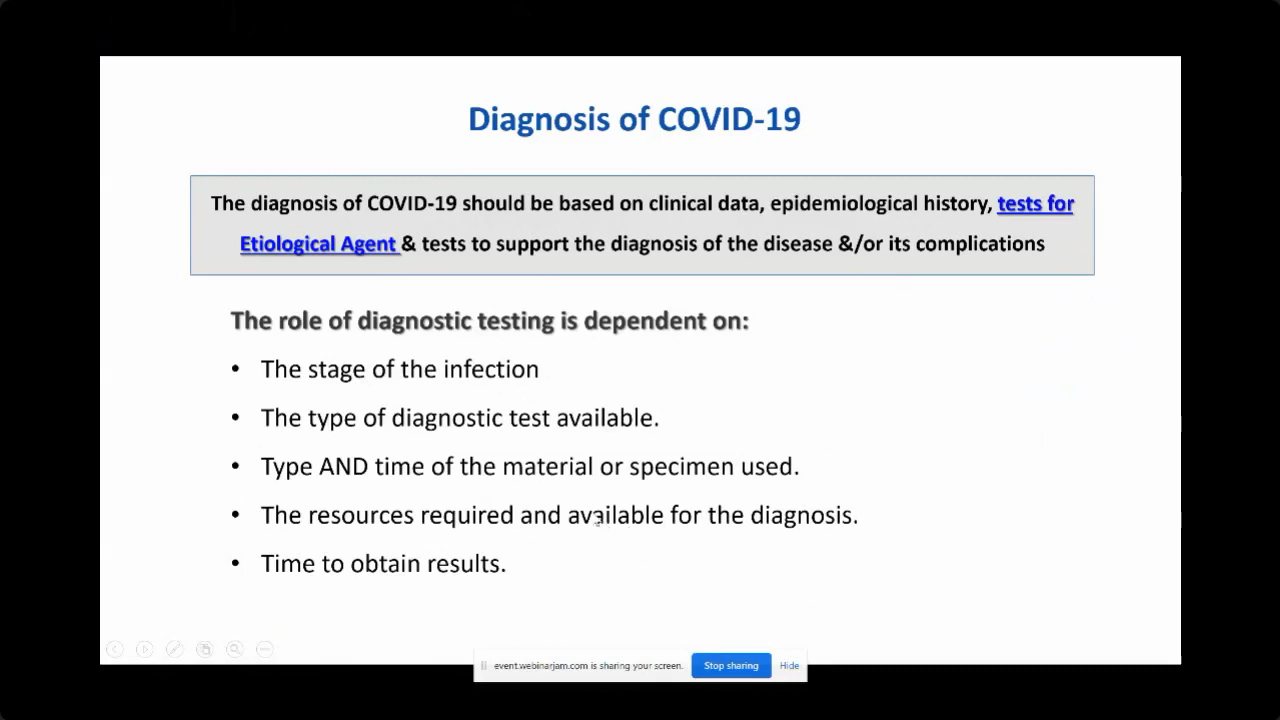 Diagnosis of COVID-19
The diagnosis of COVID-19 should be based on clinical data, epidemiological history, tests for
Etiological Agent & tests to support the diagnosis of the disease &/or its complications
The role of diagnostic testing is dependent on:
• The stage of the infection
• The type of diagnostic test available.
• Type AND time of the material or specimen used.
• The resources required and available for the diagnosis.
• Time to obtain results.
event.webinarjam.com is sharing your screen. Stop sharing Hide